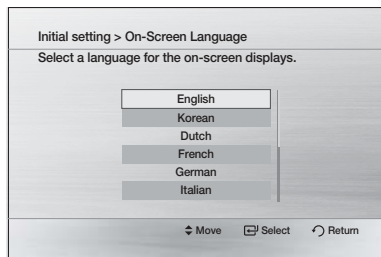 Initial setting > On-Screen Language
Select a language for the on-screen displays.
English
Korean
Dutch
French
German
Italian
Move Select Return